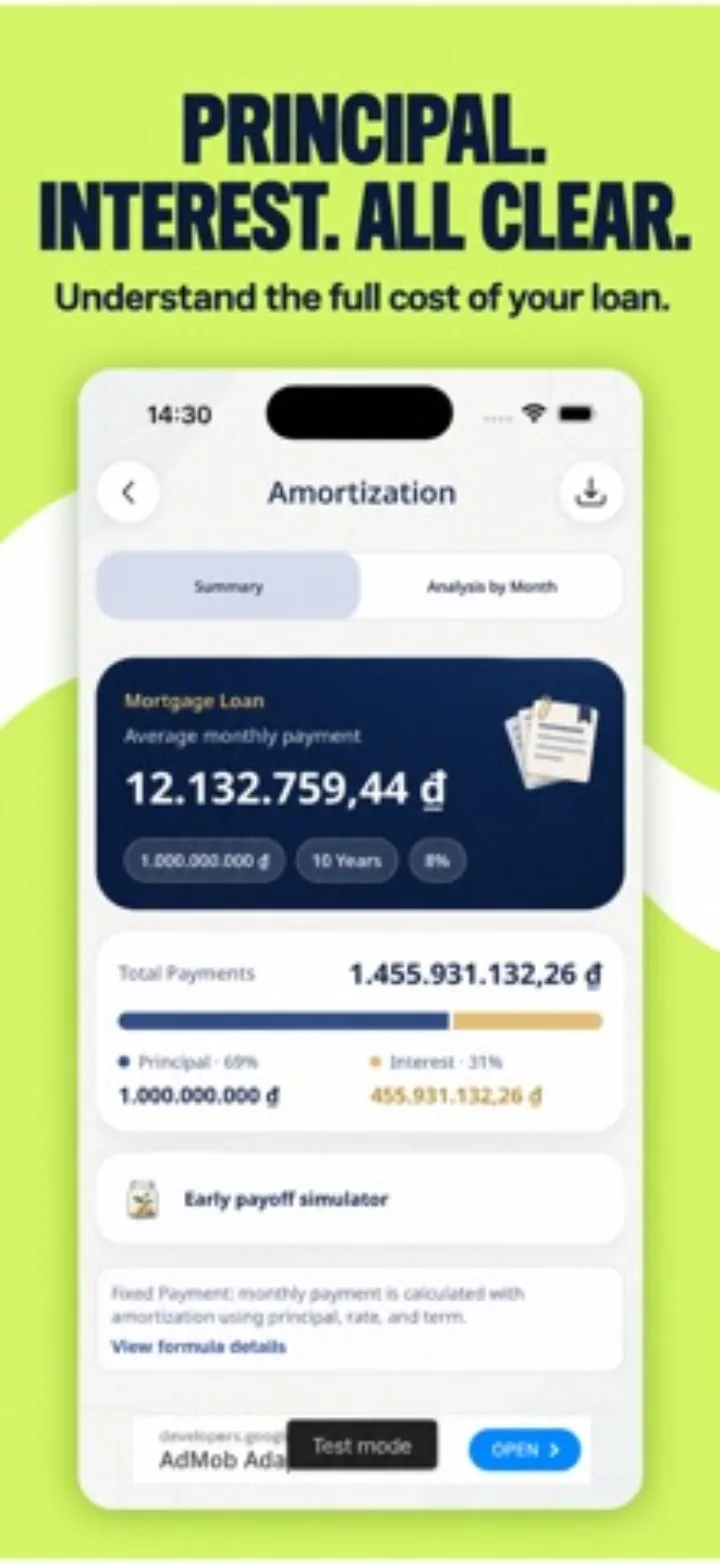 PRINCIPAL.
INTEREST. ALL CLEAR.
Understand the full cost of your loan.
14:30
Amortization
Summary
Analysis by Month
Mortgage Loan
Average monthly payment
12.132.759,44 ₫
1.000.000.000 ₫
10 Years
8%
Total Payments
1.455.931.132,26 ₫
Principal · 69%
Interest · 31%
1.000.000.000 ₫
455.931.132,26 ₫
Early payoff simulator
Fixed Payment: monthly payment is calculated with
amortization using principal, rate, and term.
View formula details
developers.goog
AdMob Ada
Test mode
OPEN